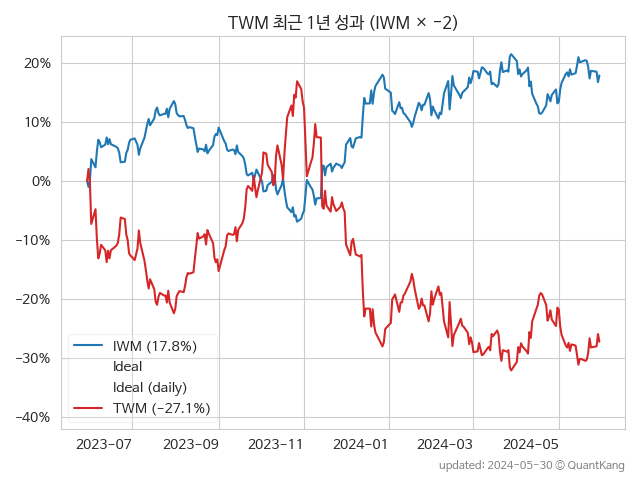 TWM 최근 1년 성과 (IWM × −2)
20%
10%
0%
−10%
−20%
−30%
−40%
IWM (17.8%)
Ideal
Ideal (daily)
TWM (−27.1%)
2023−07
2023−09
2023−11
2024−01
2024−03
2024−05
updated: 2024−05−30 © QuantKang